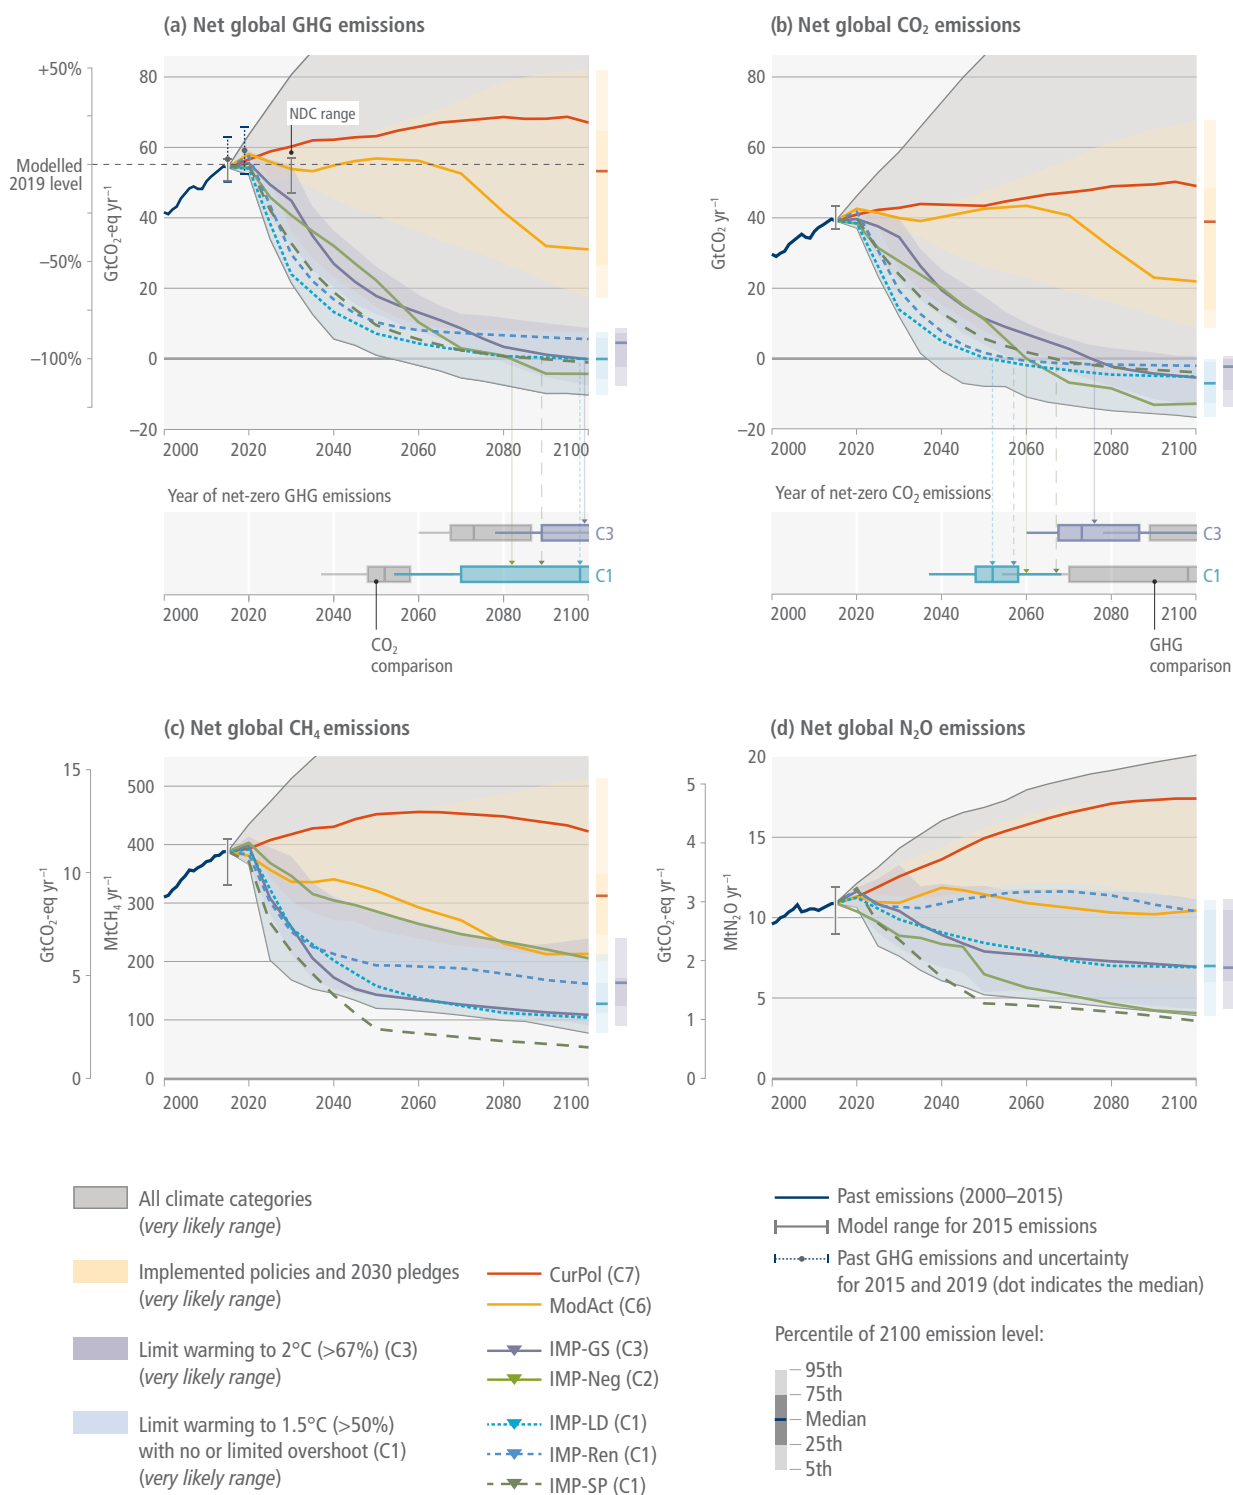 (a) Net global GHG emissions
+50%
Modelled
2019 level
−50%
−100%
GtCO₂-eq yr⁻¹
80
60
40
20
0
−20
NDC range
2000 2020 2040 2060 2080 2100
Year of net-zero GHG emissions
C3
C1
2000 2020 2040 2060 2080 2100
CO₂
comparison
(b) Net global CO₂ emissions
GtCO₂ yr⁻¹
80
60
40
20
0
−20
2000 2020 2040 2060 2080 2100
Year of net-zero CO₂ emissions
C3
C1
2000 2020 2040 2060 2080 2100
GHG
comparison
(c) Net global CH₄ emissions
GtCO₂-eq yr⁻¹
15
10
5
0
MtCH₄ yr⁻¹
500
400
300
200
100
0
2000 2020 2040 2060 2080 2100
(d) Net global N₂O emissions
GtCO₂-eq yr⁻¹
5
4
3
2
1
0
MtN₂O yr⁻¹
20
15
10
5
0
2000 2020 2040 2060 2080 2100
All climate categories
(very likely range)
Implemented policies and 2030 pledges
(very likely range)
Limit warming to 2°C (>67%) (C3)
(very likely range)
Limit warming to 1.5°C (>50%)
with no or limited overshoot (C1)
(very likely range)
CurPol (C7)
ModAct (C6)
IMP-GS (C3)
IMP-Neg (C2)
IMP-LD (C1)
IMP-Ren (C1)
IMP-SP (C1)
Past emissions (2000–2015)
Model range for 2015 emissions
Past GHG emissions and uncertainty
for 2015 and 2019 (dot indicates the median)
Percentile of 2100 emission level:
95th
75th
Median
25th
5th